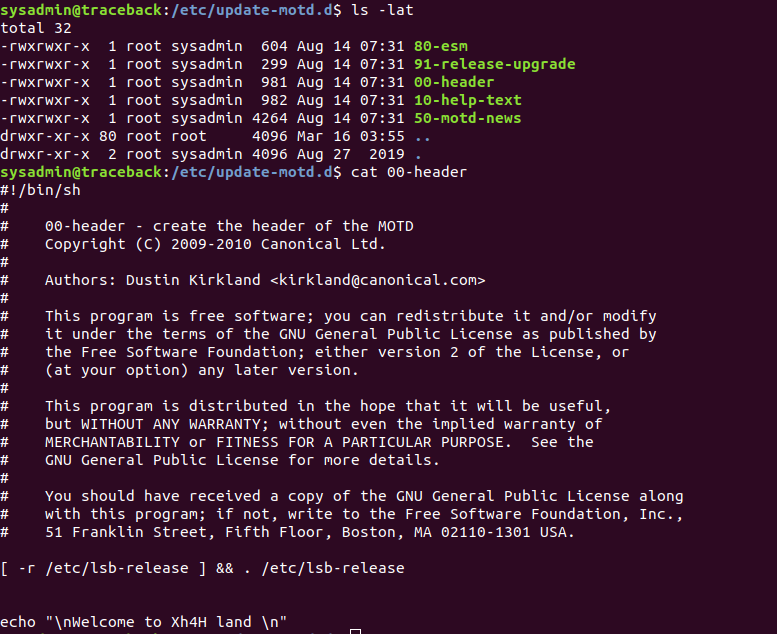 sysadmin@traceback:/etc/update-motd.d$ ls -lat
total 32
-rwxrwxr-x  1 root sysadmin  604 Aug 14 07:31 80-esm
-rwxrwxr-x  1 root sysadmin  299 Aug 14 07:31 91-release-upgrade
-rwxrwxr-x  1 root sysadmin  981 Aug 14 07:31 00-header
-rwxrwxr-x  1 root sysadmin  982 Aug 14 07:31 10-help-text
-rwxrwxr-x  1 root sysadmin 4264 Aug 14 07:31 50-motd-news
drwxr-xr-x 80 root root     4096 Mar 16 03:55 ..
drwxr-xr-x  2 root sysadmin 4096 Aug 27  2019 .
sysadmin@traceback:/etc/update-motd.d$ cat 00-header
#!/bin/sh
#
#    00-header - create the header of the MOTD
#    Copyright (C) 2009-2010 Canonical Ltd.
#
#    Authors: Dustin Kirkland <kirkland@canonical.com>
#
#    This program is free software; you can redistribute it and/or modify
#    it under the terms of the GNU General Public License as published by
#    the Free Software Foundation; either version 2 of the License, or
#    (at your option) any later version.
#
#    This program is distributed in the hope that it will be useful,
#    but WITHOUT ANY WARRANTY; without even the implied warranty of
#    MERCHANTABILITY or FITNESS FOR A PARTICULAR PURPOSE.  See the
#    GNU General Public License for more details.
#
#    You should have received a copy of the GNU General Public License along
#    with this program; if not, write to the Free Software Foundation, Inc.,
#    51 Franklin Street, Fifth Floor, Boston, MA 02110-1301 USA.

[ -r /etc/lsb-release ] && . /etc/lsb-release


echo "\nWelcome to Xh4H land \n"